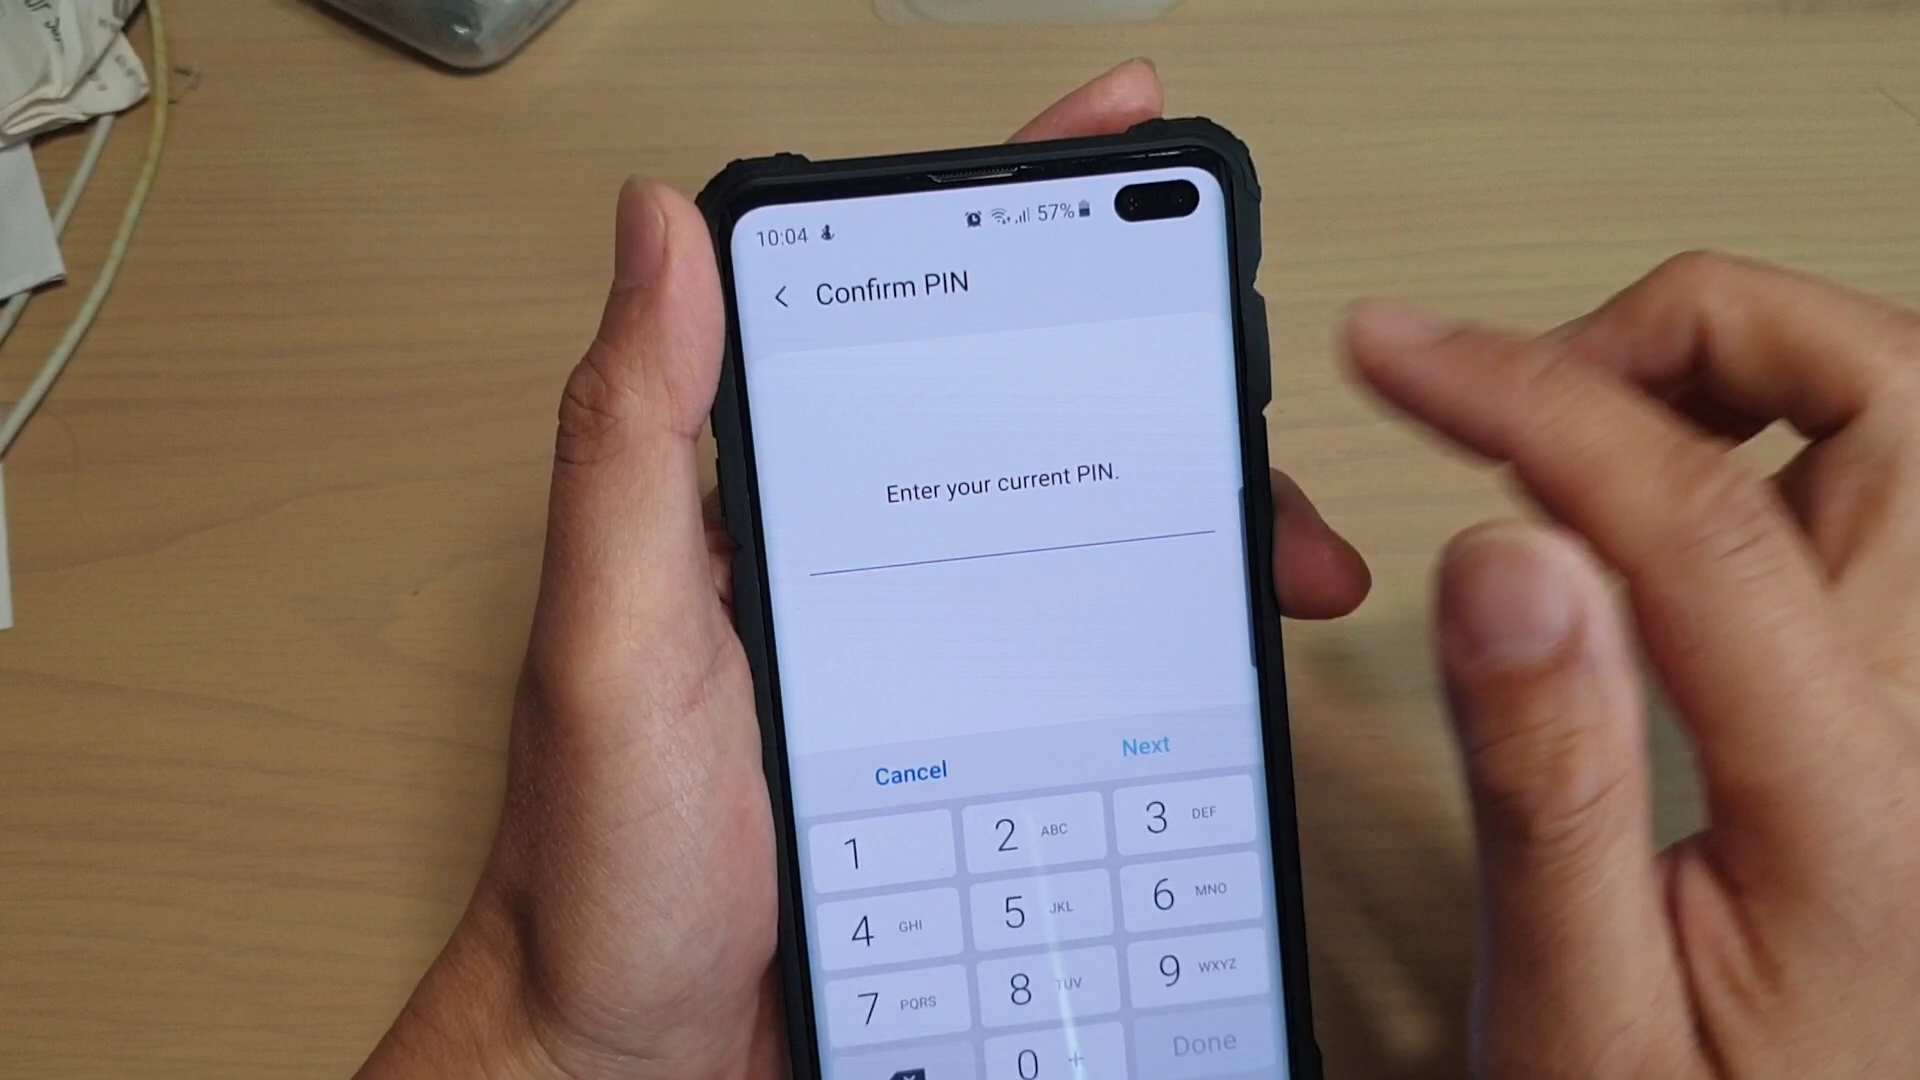 10:04 57%
Confirm PIN
Enter your current PIN.
Cancel Next
1 2 ABC 3 DEF
4 GHI 5 JKL 6 MNO
7 PQRS 8 TUV 9 WXYZ
0 + Done